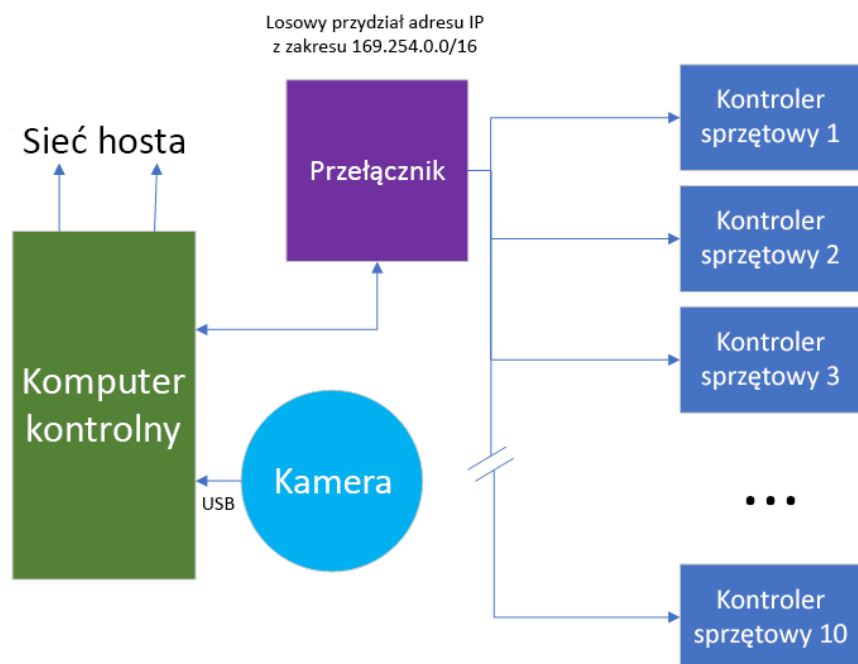 Losowy przydział adresu IP
z zakresu 169.254.0.0/16
Sieć hosta
Przełącznik
Komputer
kontrolny
Kamera
USB
Kontroler
sprzętowy 1
Kontroler
sprzętowy 2
Kontroler
sprzętowy 3
...
Kontroler
sprzętowy 10